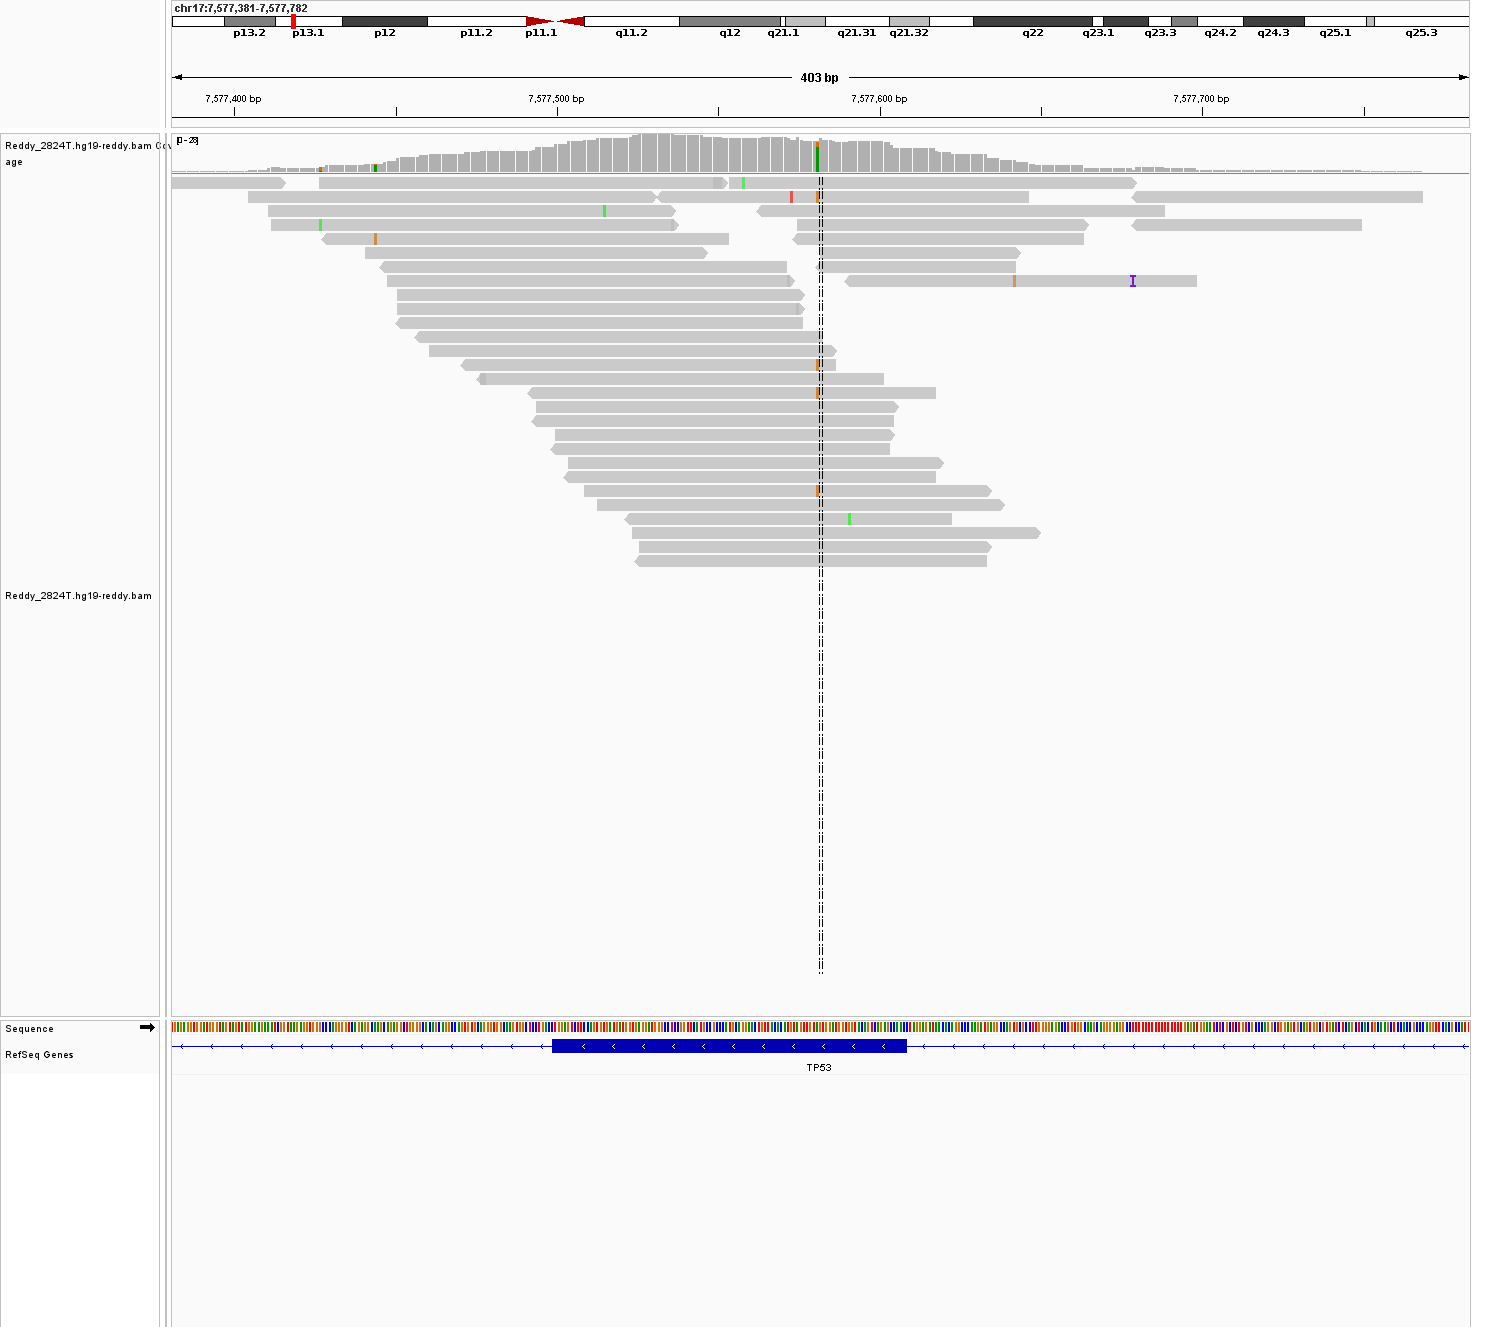 chr17:7,577,381-7,577,782
p13.2 p13.1 p12 p11.2 p11.1 q11.2 q12 q21.1 q21.31 q21.32 q22 q23.1 q23.3 q24.2 q24.3 q25.1 q25.3
403 bp
7,577,400 bp 7,577,500 bp 7,577,600 bp 7,577,700 bp
[0-28]
Reddy_2824T.hg19-reddy.bam Cov
age
I
Reddy_2824T.hg19-reddy.bam
Sequence
RefSeq Genes
TP53